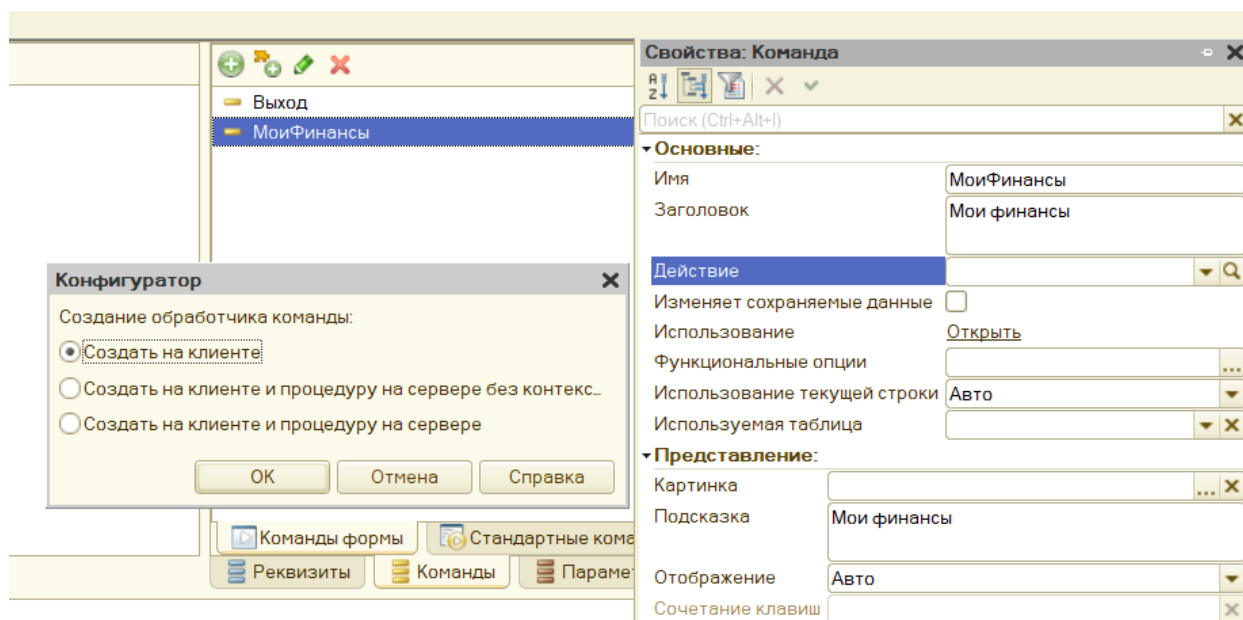 Выход
МоиФинансы
Свойства: Команда
Поиск (Ctrl+Alt+I)
Основные:
Имя
МоиФинансы
Заголовок
Мои финансы
Действие
Изменяет сохраняемые данные
Использование
Открыть
Функциональные опции
...
Использование текущей строки
Авто
Используемая таблица
Представление:
Картинка
...
Подсказка
Мои финансы
Отображение
Авто
Сочетание клавиш
Конфигуратор
Создание обработчика команды:
Создать на клиенте
Создать на клиенте и процедуру на сервере без контекс...
Создать на клиенте и процедуру на сервере
ОК
Отмена
Справка
Команды формы
Стандартные кома
Реквизиты
Команды
Параме